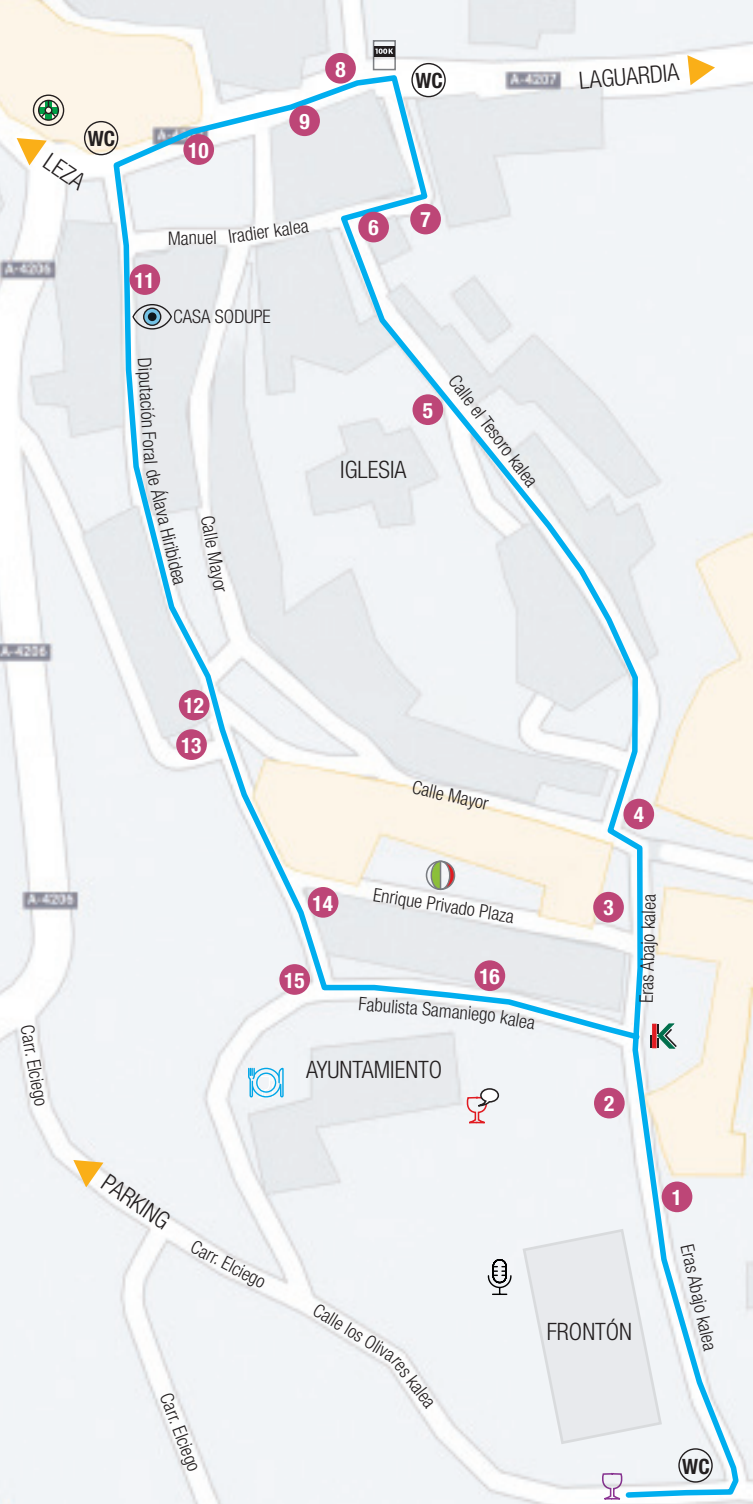 100K
8
WC
A-4207
LAGUARDIA
9
WC
10
LEZA
7
6
Manuel Iradier kalea
A-4206
11
CASA SODUPE
5
Calle el Tesoro kalea
IGLESIA
Diputación Foral de Álava Hiribidea
Calle Mayor
A-4206
12
13
Calle Mayor
4
A-4206
14
Enrique Privado Plaza
3
Eras Abajo kalea
15
16
Fabulista Samaniego kalea
K
Carr. Elciego
AYUNTAMIENTO
2
PARKING
1
Carr. Elciego
Eras Abajo kalea
Calle los Olivares kalea
FRONTÓN
Carr. Elciego
WC